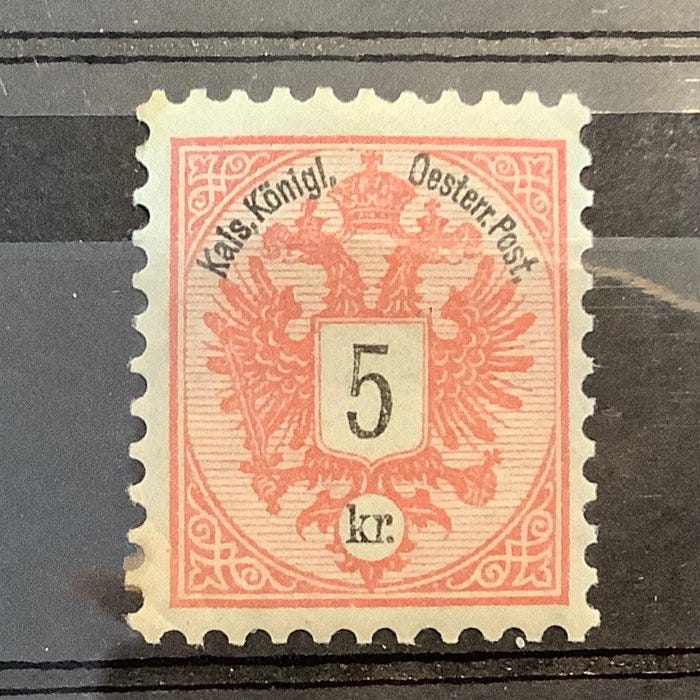 Kais. Königl.
Oesterr. Post.
5
kr.